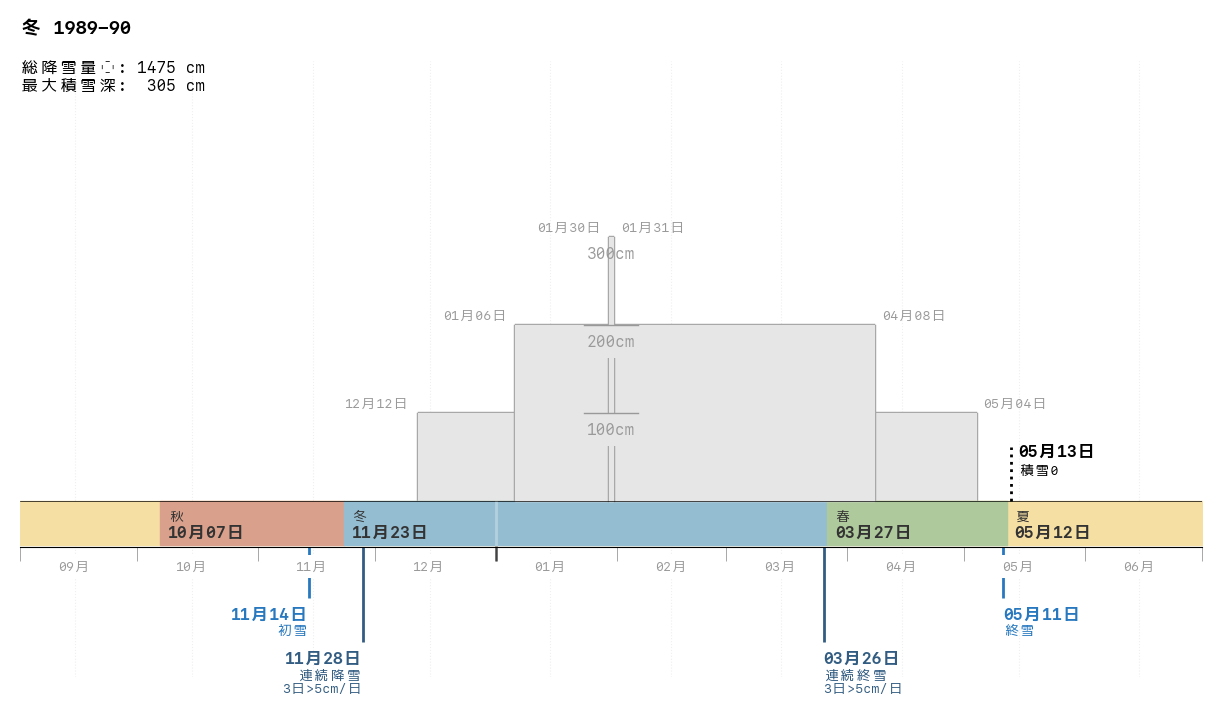 冬 1989–90
総降雪量: 1475 cm
最大積雪深: 305 cm
01月30日 01月31日
300cm
01月06日 04月08日
200cm
12月12日 05月04日
100cm
05月13日
積雪0
秋 冬 春 夏
10月07日 11月23日 03月27日 05月12日
09月 10月 11月 12月 01月 02月 03月 04月 05月 06月
11月14日 05月11日
初雪 終雪
11月28日 03月26日
連続降雪 連続終雪
3日>5cm/日 3日>5cm/日